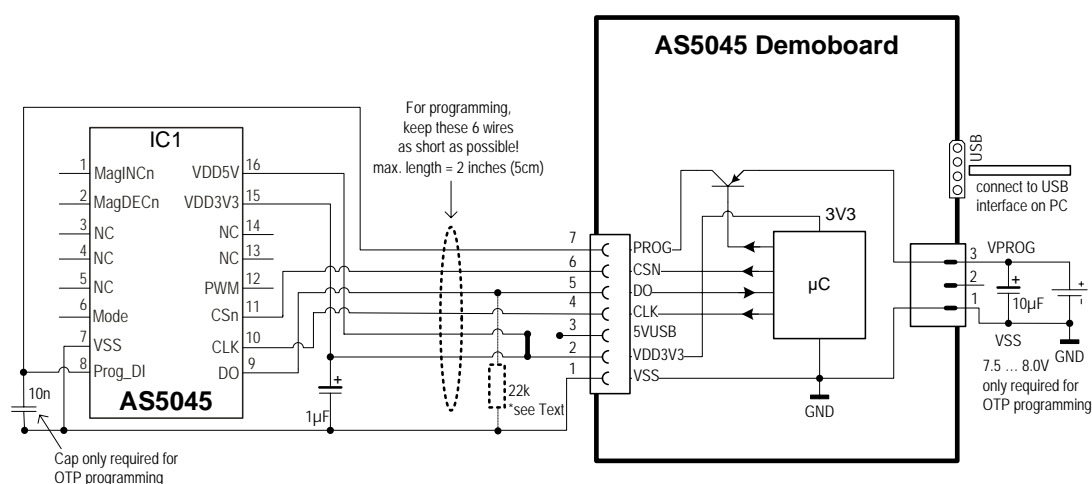 AS5045 Demoboard
For programming,
keep these 6 wires
as short as possible!
max. length = 2 inches (5cm)
IC1
1 MagINCn
2 MagDECn
3 NC
4 NC
5 NC
6 Mode
7 VSS
8 Prog_DI
VDD5V 16
VDD3V3 15
NC 14
NC 13
PWM 12
CSn 11
CLK 10
DO 9
AS5045
10n
1µF
+
Cap only required for
OTP programming
22k
*see Text
7 PROG
6 CSN
5 DO
4 CLK
3 5VUSB
2 VDD3V3
1 VSS
3V3
µC
GND
USB
connect to USB
interface on PC
3 VPROG
2
1
+
10µF
+
VSS
GND
7.5 ... 8.0V
only required for
OTP programming